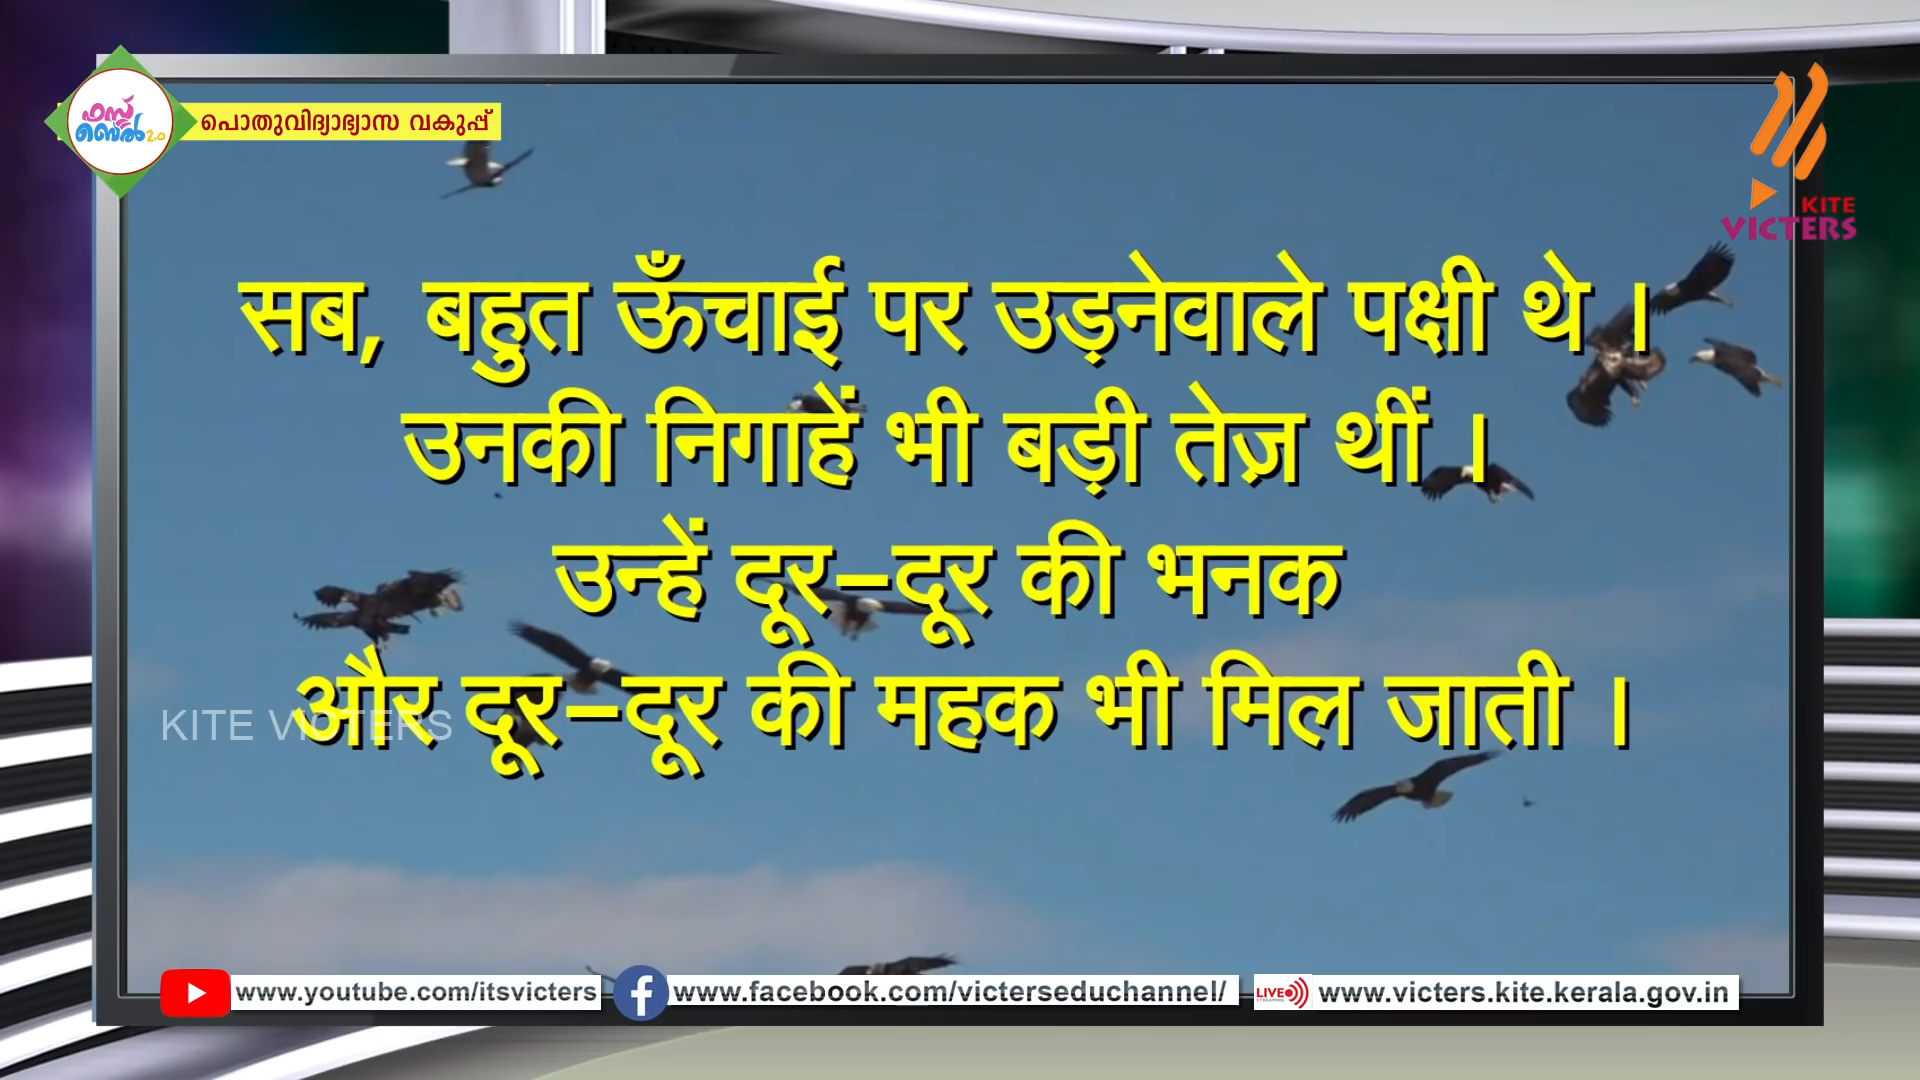 ഫസ്റ്റ്
ബെൽ 2.0
പൊതുവിദ്യാഭ്യാസ വകുപ്പ്
KITE
VICTERS
सब, बहुत ऊँचाई पर उड़नेवाले पक्षी थे ।
उनकी निगाहें भी बड़ी तेज़ थीं ।
उन्हें दूर–दूर की भनक
और दूर–दूर की महक भी मिल जाती ।
KITE VICTERS
www.youtube.com/itsvicters
www.facebook.com/victerseduchannel/
LIVE
STREAMING
www.victers.kite.kerala.gov.in